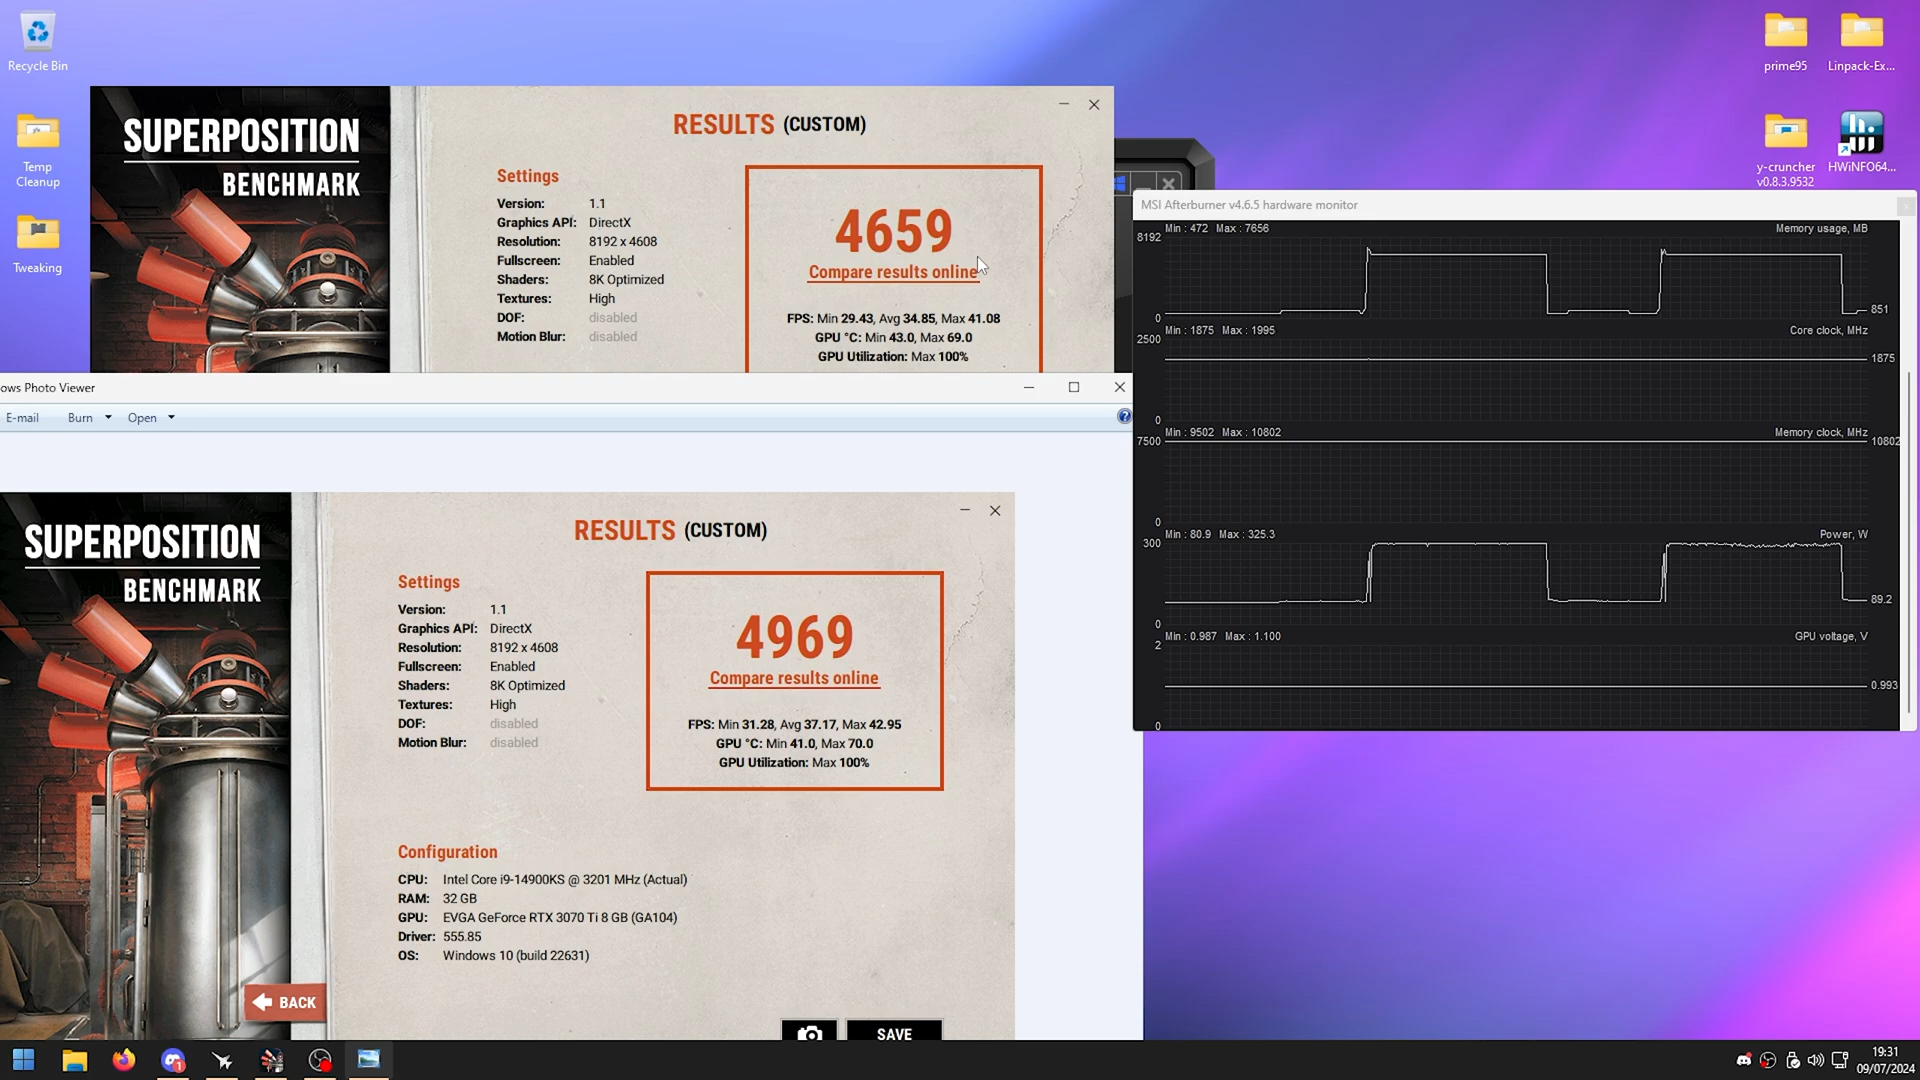 Recycle Bin
Temp
Cleanup
Tweaking
prime95
Linpack-Ex...
y-cruncher
v0.8.3.9532
HWiNFO64...
SUPERPOSITION
BENCHMARK
RESULTS (CUSTOM)
Settings
Version: 1.1
Graphics API: DirectX
Resolution: 8192 x 4608
Fullscreen: Enabled
Shaders: 8K Optimized
Textures: High
DOF: disabled
Motion Blur: disabled
4659
Compare results online
FPS: Min 29.43, Avg 34.85, Max 41.08
GPU °C: Min 43.0, Max 69.0
GPU Utilization: Max 100%
ows Photo Viewer
E-mail Burn Open
SUPERPOSITION
BENCHMARK
RESULTS (CUSTOM)
Settings
Version: 1.1
Graphics API: DirectX
Resolution: 8192 x 4608
Fullscreen: Enabled
Shaders: 8K Optimized
Textures: High
DOF: disabled
Motion Blur: disabled
4969
Compare results online
FPS: Min 31.28, Avg 37.17, Max 42.95
GPU °C: Min 41.0, Max 70.0
GPU Utilization: Max 100%
Configuration
CPU: Intel Core i9-14900KS @ 3201 MHz (Actual)
RAM: 32 GB
GPU: EVGA GeForce RTX 3070 Ti 8 GB (GA104)
Driver: 555.85
OS: Windows 10 (build 22631)
BACK
SAVE
MSI Afterburner v4.6.5 hardware monitor
Min : 472 Max : 7656 Memory usage, MB
8192
851
0
Min : 1875 Max : 1995 Core clock, MHz
2500
1875
0
Min : 9502 Max : 10802 Memory clock, MHz
7500 10802
0
Min : 80.9 Max : 325.3 Power, W
300
89.2
0
Min : 0.987 Max : 1.100 GPU voltage, V
2
0.993
0
1
19:31
09/07/2024